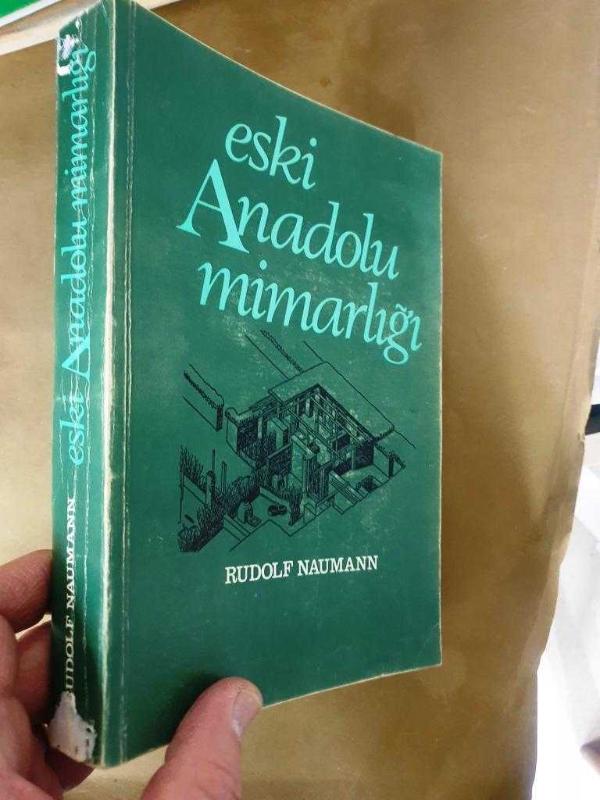 eski
Anadolu
mimarlığı
RUDOLF NAUMANN
eski Anadolu mimarlığı
RUDOLF NAUMANN